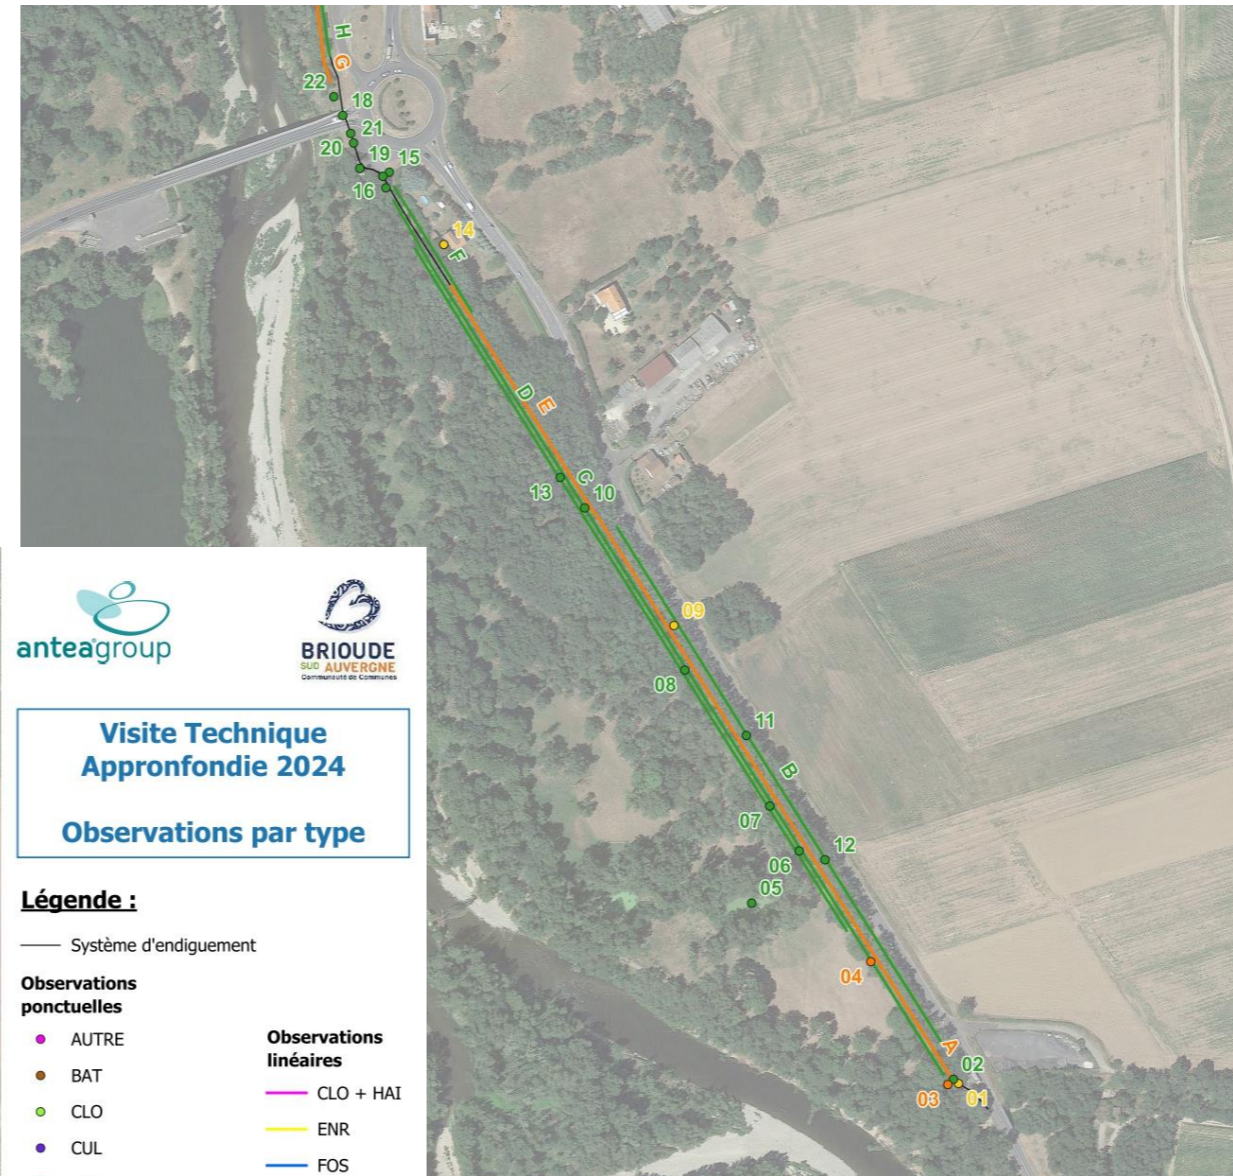 H
G
22
18
21
20
19
15
16
14
F
D
E
C
13
10
09
08
11
B
07
12
06
05
04
A
02
03
01
anteagroup
BRIOUDE
SUD AUVERGNE
Communauté de Communes
Visite Technique
Appronfondie 2024
Observations par type
Légende :
Système d'endiguement
Observations
ponctuelles
AUTRE
BAT
CLO
CUL
Observations
linéaires
CLO + HAI
ENR
FOS